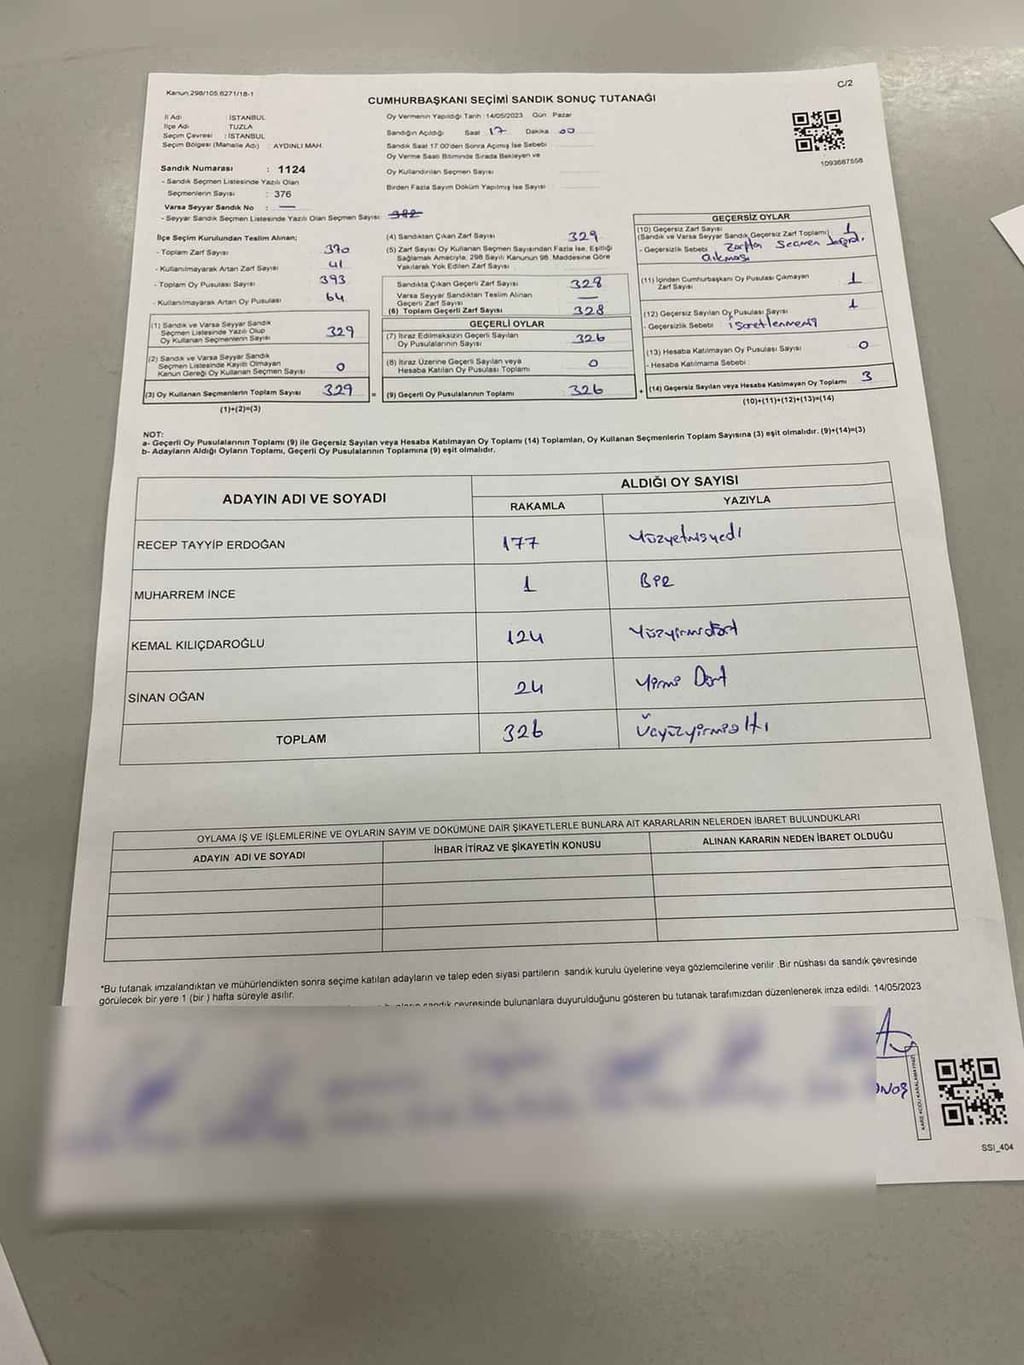 Kanun:298/105.6271/18-1
C/2
CUMHURBAŞKANI SEÇİMİ SANDIK SONUÇ TUTANAĞI
İl Adı : İSTANBUL
İlçe Adı : TUZLA
Seçim Çevresi : İSTANBUL
Seçim Bölgesi (Mahalle Adı) : AYDINLI MAH.
Sandık Numarası : 1124
- Sandık Seçmen Listesinde Yazılı Olan
Seçmenlerin Sayısı : 376
Varsa Seyyar Sandık No : —
- Seyyar Sandık Seçmen Listesinde Yazılı Olan Seçmen Sayısı:
Oy Vermenin Yapıldığı Tarih :14/05/2023 Gün Pazar
Sandığın Açıldığı Saat 17 Dakika 00
Sandık Saat 17:00'den Sonra Açımış İse Sebebi
Oy Verme Saati Bitiminde Sırada Bekleyen ve
Oy Kullandırılan Seçmen Sayısı
Birden Fazla Sayım Döküm Yapılmış İse Sayısı
1093687558
İlçe Seçim Kurulundan Teslim Alınan;
- Toplam Zarf Sayısı 370
- Kullanılmayarak Artan Zarf Sayısı 41
- Toplam Oy Pusulası Sayısı 393
- Kullanılmayarak Artan Oy Pusulası 64
(1) Sandık ve Varsa Seyyar Sandık
Seçmen Listesinde Yazılı Olup
Oy Kullanan Seçmenlerin Sayısı 329
(2) Sandık ve Varsa Seyyar Sandık
Seçmen Listesinde Kaydı Olmayan
Kanun Gereği Oy Kullanan Seçmen Sayısı 0
(3) Oy Kullanan Seçmenlerin Toplam Sayısı 329 =
(1)+(2)=(3)
(4) Sandıktan Çıkan Zarf Sayısı 329
(5) Zarf Sayısı Oy Kullanan Seçmen Sayısından Fazla İse, Eşitliği
Sağlamak Amacıyla, 298 Sayılı Kanunun 98. Maddesine Göre
Yakılarak Yok Edilen Zarf Sayısı
Sandıkta Çıkan Geçerli Zarf Sayısı 328
Varsa Seyyar Sandıktan Teslim Alınan
Geçerli Zarf Sayısı —
(6) Toplam Geçerli Zarf Sayısı 328
GEÇERLİ OYLAR
(7) İtiraz Edilmeksizin Geçerli Sayılan
Oy Pusulalarının Sayısı 326
(8) İtiraz Üzerine Geçerli Sayılan veya
Hesaba Katılan Oy Pusulası Toplamı 0
(9) Geçerli Oy Pusulalarının Toplamı 326 +
GEÇERSİZ OYLAR
(10) Geçersiz Zarf Sayısı
(Sandık ve Varsa Seyyar Sandık Geçersiz Zarf Toplamı) 1
- Geçersizlik Sebebi Zarftan Seçmen
çıkması
(11) İçinden Cumhurbaşkanı Oy Pusulası Çıkmayan
Zarf Sayısı 1
(12) Geçersiz Sayılan Oy Pusulası Sayısı 1
- Geçersizlik Sebebi işaretlenmemiş
(13) Hesaba Katılmayan Oy Pusulası Sayısı 0
- Hesaba Katılmama Sebebi
(14) Geçersiz Sayılan veya Hesaba Katılmayan Oy Toplamı 3
(10)+(11)+(12)+(13)=(14)
NOT:
a- Geçerli Oy Pusulalarının Toplamı (9) ile Geçersiz Sayılan veya Hesaba Katılmayan Oy Toplamı (14) Toplamları, Oy Kullanan Seçmenlerin Toplam Sayısına (3) eşit olmalıdır. (9)+(14)=(3)
b- Adayların Aldığı Oyların Toplamı, Geçerli Oy Pusulalarının Toplamına (9) eşit olmalıdır.
ADAYIN ADI VE SOYADI
ALDIĞI OY SAYISI
RAKAMLA YAZIYLA
RECEP TAYYİP ERDOĞAN 177 Yüzyetmişyedi
MUHARREM İNCE 1 BİR
KEMAL KILIÇDAROĞLU 124 Yüzyirmidört
SİNAN OĞAN 24 Yirmi Dört
TOPLAM 326 Üçyüzyirmialtı
OYLAMA İŞ VE İŞLEMLERİNE VE OYLARIN SAYIM VE DÖKÜMÜNE DAİR ŞİKAYETLERLE BUNLARA AİT KARARLARIN NELERDEN İBARET BULUNDUKLARI
ADAYIN ADI VE SOYADI İHBAR İTİRAZ VE ŞİKAYETİN KONUSU ALINAN KARARIN NEDEN İBARET OLDUĞU
*Bu tutanak imzalandıktan ve mühürlendikten sonra seçime katılan adayların ve talep eden siyasi partilerin sandık kurulu üyelerine veya gözlemcilerine verilir .Bir nüshası da sandık çevresinde
görülecek bir yere 1 (bir ) hafta süreyle asılır.
sandık çevresinde bulunanlara duyurulduğunu gösteren bu tutanak tarafımızdan düzenlenerek imza edildi. 14/05/2023
KARE KODU KARALAMAYINIZ
SSI_404